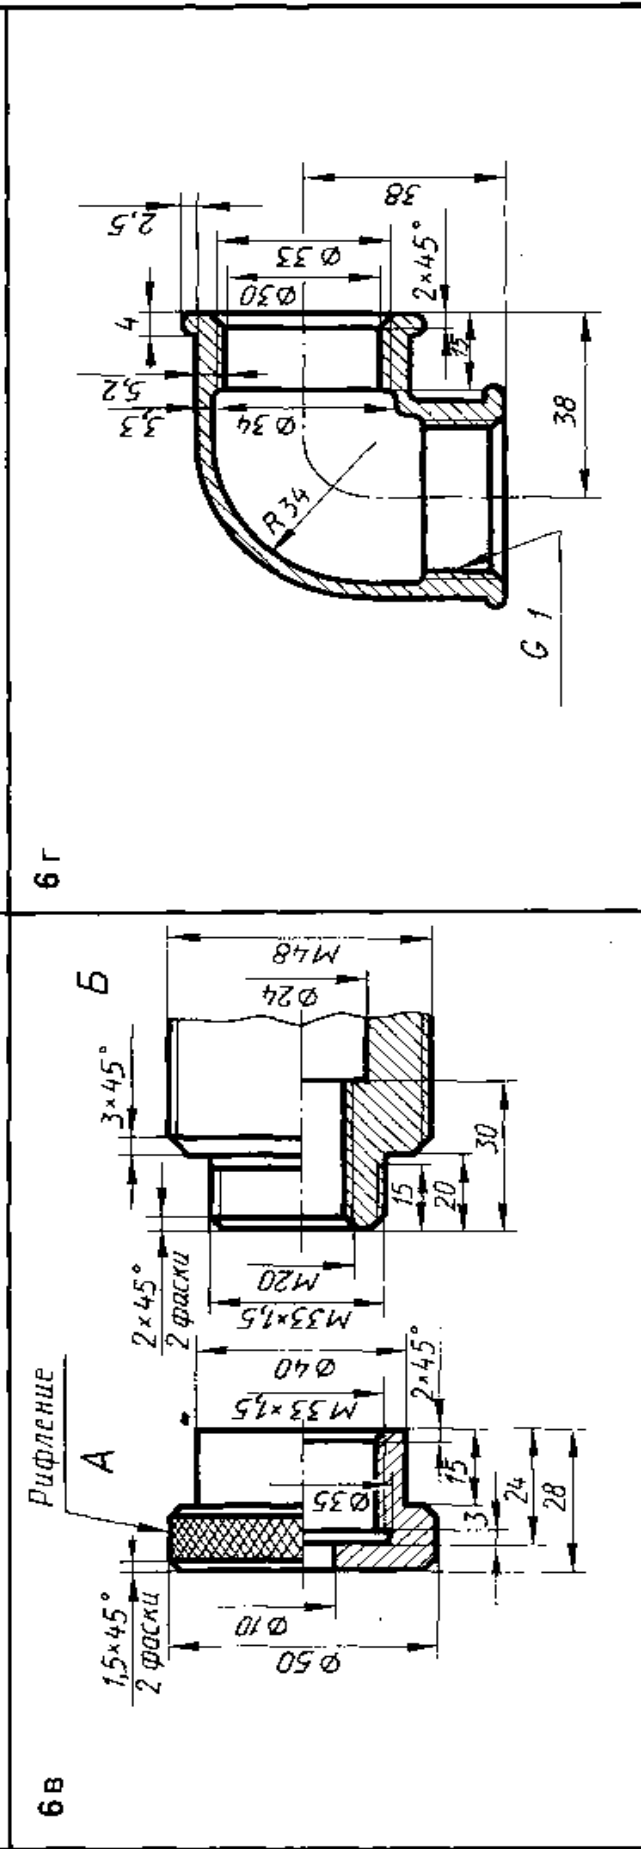 6г
2,5
4
5,2
3,3
Ø33
Ø30
Ø34
R34
38
2×45°
15
38
G 1
6в
Рифление
А
1,5×45°
2 фаски
Ø50
Ø10
Ø35
М33×1,5
Ø40
2×45°
15
3
24
28
Б
2×45°
2 фаски
3×45°
М33×1,5
М20
Ø24
М48
15
20
30